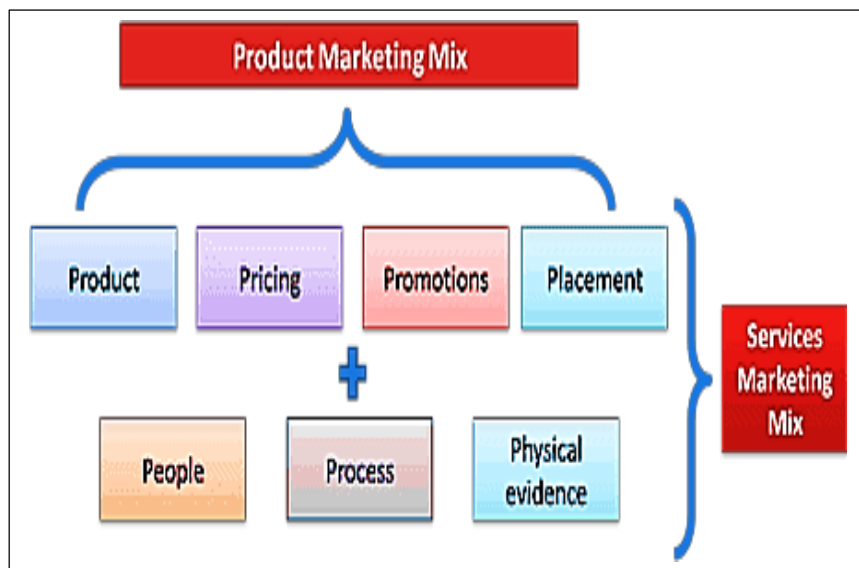 Product Marketing Mix
Product
Pricing
Promotions
Placement
Services
Marketing
Mix
People
Process
Physical
evidence